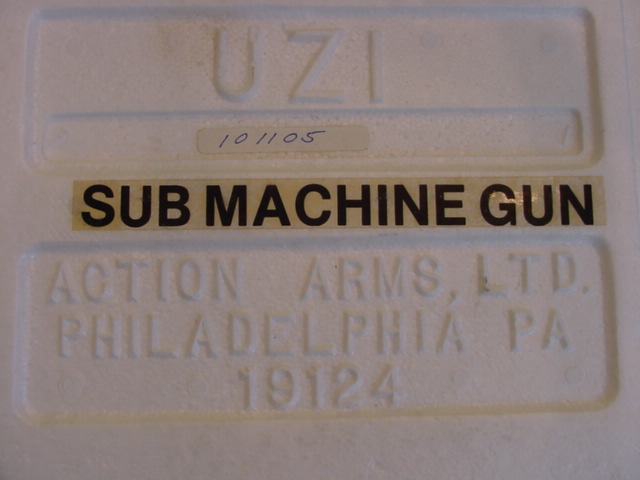 UZI
101105
SUB MACHINE GUN
ACTION ARMS, LTD.
PHILADELPHIA PA
19124